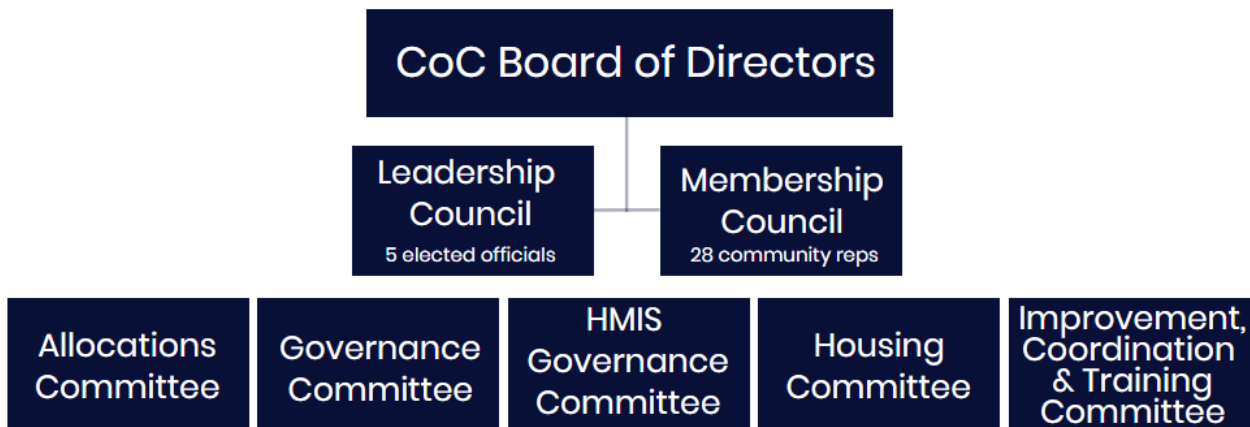 CoC Board of Directors
Leadership
Council
5 elected officials
Membership
Council
28 community reps
Allocations
Committee
Governance
Committee
HMIS
Governance
Committee
Housing
Committee
Improvement,
Coordination
& Training
Committee